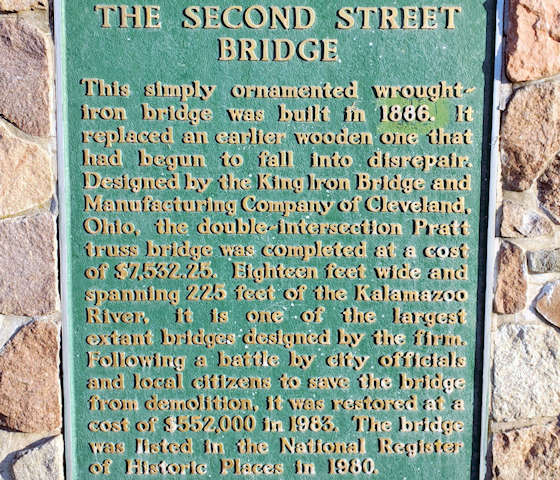 THE SECOND STREET
BRIDGE
This simply ornamented wrought-
iron bridge was built in 1886. It
replaced an earlier wooden one that
had begun to fall into disrepair.
Designed by the King Iron Bridge and
Manufacturing Company of Cleveland,
Ohio, the double-intersection Pratt
truss bridge was completed at a cost
of $7,532.25. Eighteen feet wide and
spanning 225 feet of the Kalamazoo
River, it is one of the largest
extant bridges designed by the firm.
Following a battle by city officials
and local citizens to save the bridge
from demolition, it was restored at a
cost of $552,000 in 1983. The bridge
was listed in the National Register
of Historic Places in 1980.